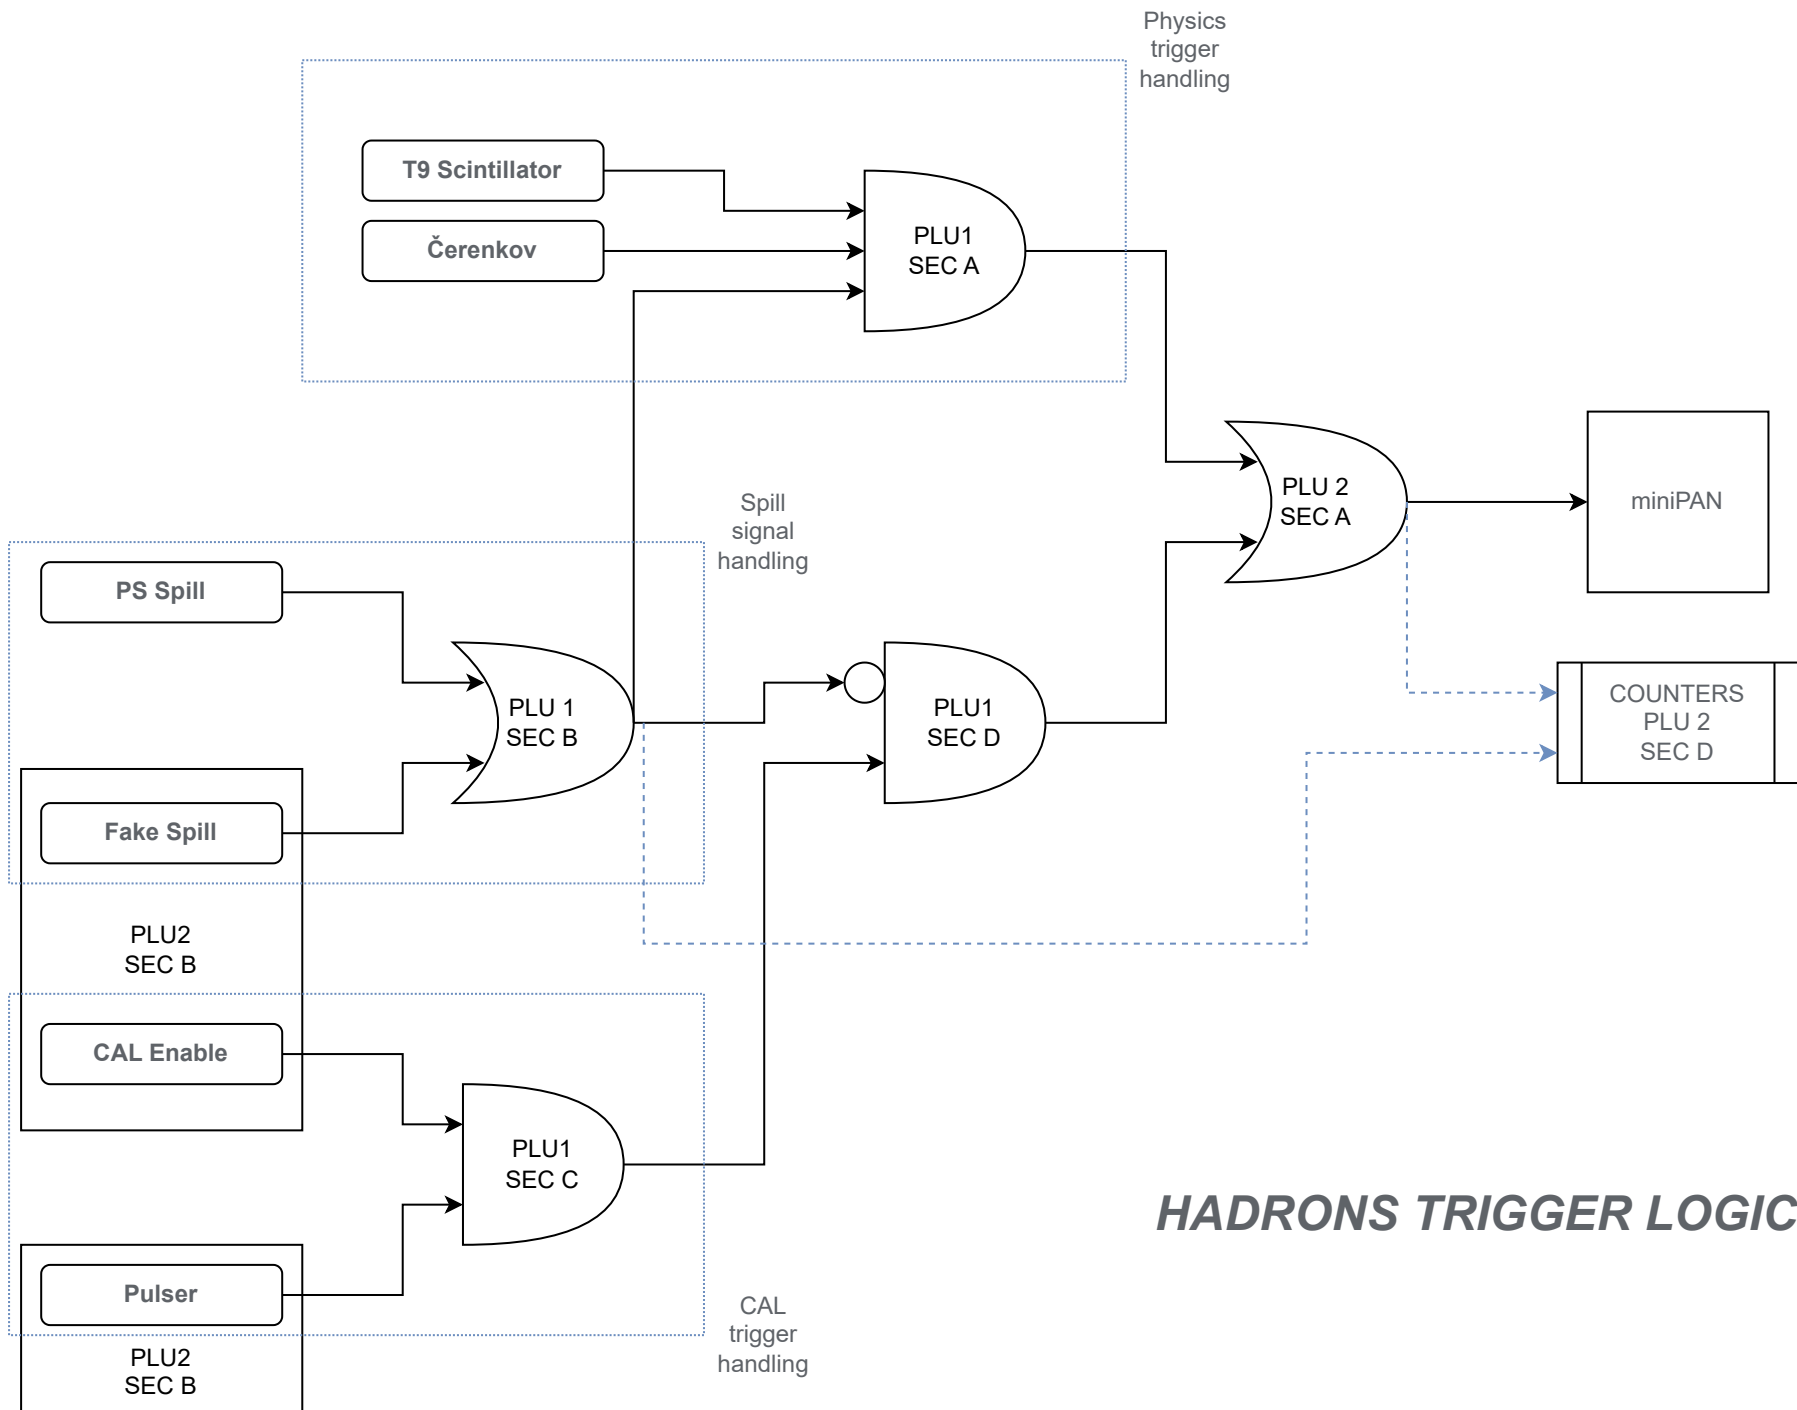 Physics
trigger
handling
T9 Scintillator
Čerenkov
PLU1
SEC A
PLU 2
SEC A
miniPAN
Spill
signal
handling
PS Spill
PLU 1
SEC B
PLU1
SEC D
COUNTERS
PLU 2
SEC D
Fake Spill
PLU2
SEC B
CAL Enable
PLU1
SEC C
HADRONS TRIGGER LOGIC
Pulser
CAL
trigger
handling
PLU2
SEC B